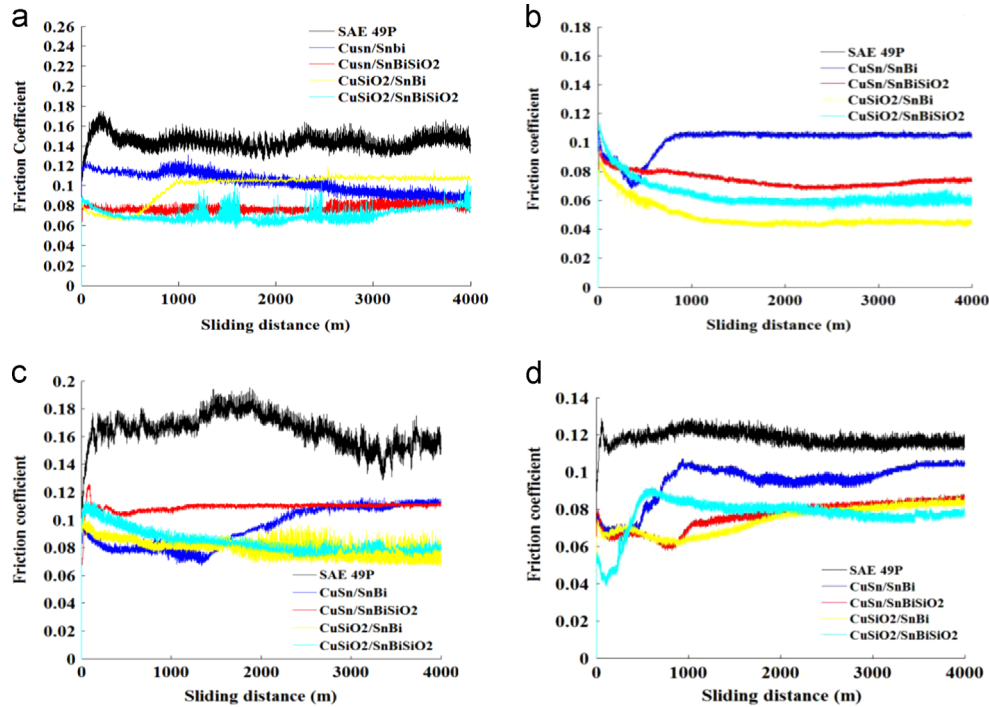 a
0.26
0.24
0.22
0.2
0.18
0.16
0.14
0.12
0.1
0.08
0.06
0.04
0.02
0
0 1000 2000 3000 4000
Friction Coefficient
Sliding distance (m)
SAE 49P
Cusn/Snbi
Cusn/SnBiSiO2
CuSiO2/SnBi
CuSiO2/SnBiSiO2
b
0.18
0.16
0.14
0.12
0.1
0.08
0.06
0.04
0.02
0
0 1000 2000 3000 4000
Friction coefficient
Sliding distance (m)
SAE 49P
CuSn/SnBi
CuSn/SnBiSiO2
CuSiO2/SnBi
CuSiO2/SnBiSiO2
c
0.2
0.18
0.16
0.14
0.12
0.1
0.08
0.06
0.04
0.02
0
0 1000 2000 3000 4000
Friction coefficient
Sliding distance (m)
SAE 49P
CuSn/SnBi
CuSn/SnBiSiO2
CuSiO2/SnBi
CuSiO2/SnBiSiO2
d
0.14
0.12
0.1
0.08
0.06
0.04
0.02
0
0 1000 2000 3000 4000
Friction coefficient
Sliding distance (m)
SAE 49P
CuSn/SnBi
CuSn/SnBiSiO2
CuSiO2/SnBi
CuSiO2/SnBiSiO2